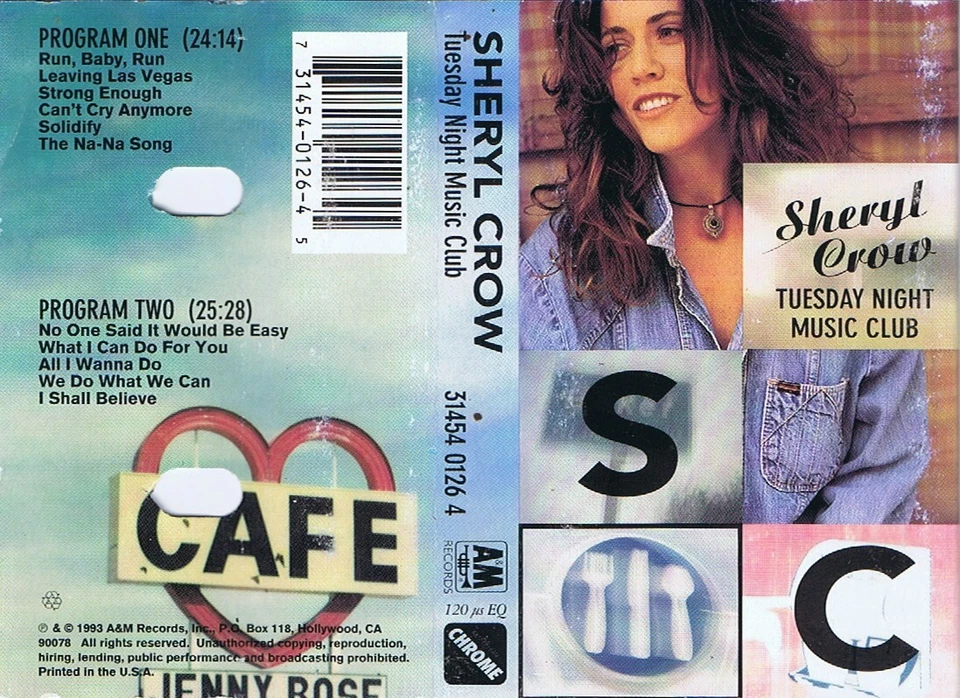 PROGRAM ONE (24:14)
Run, Baby, Run
Leaving Las Vegas
Strong Enough
Can't Cry Anymore
Solidify
The Na-Na Song
7 31454-0126-4 5
PROGRAM TWO (25:28)
No One Said It Would Be Easy
What I Can Do For You
All I Wanna Do
We Do What We Can
I Shall Believe
CAFE
℗ & © 1993 A&M Records, Inc., P.O. Box 118, Hollywood, CA
90078 All rights reserved. Unauthorized copying, reproduction,
hiring, lending, public performance and broadcasting prohibited.
Printed in the U.S.A.
JENNY ROSE
SHERYL CROW
Tuesday Night Music Club
31454 0126 4
A&M
RECORDS
120 µs EQ
CHROME
Sheryl
Crow
TUESDAY NIGHT
MUSIC CLUB
S
C